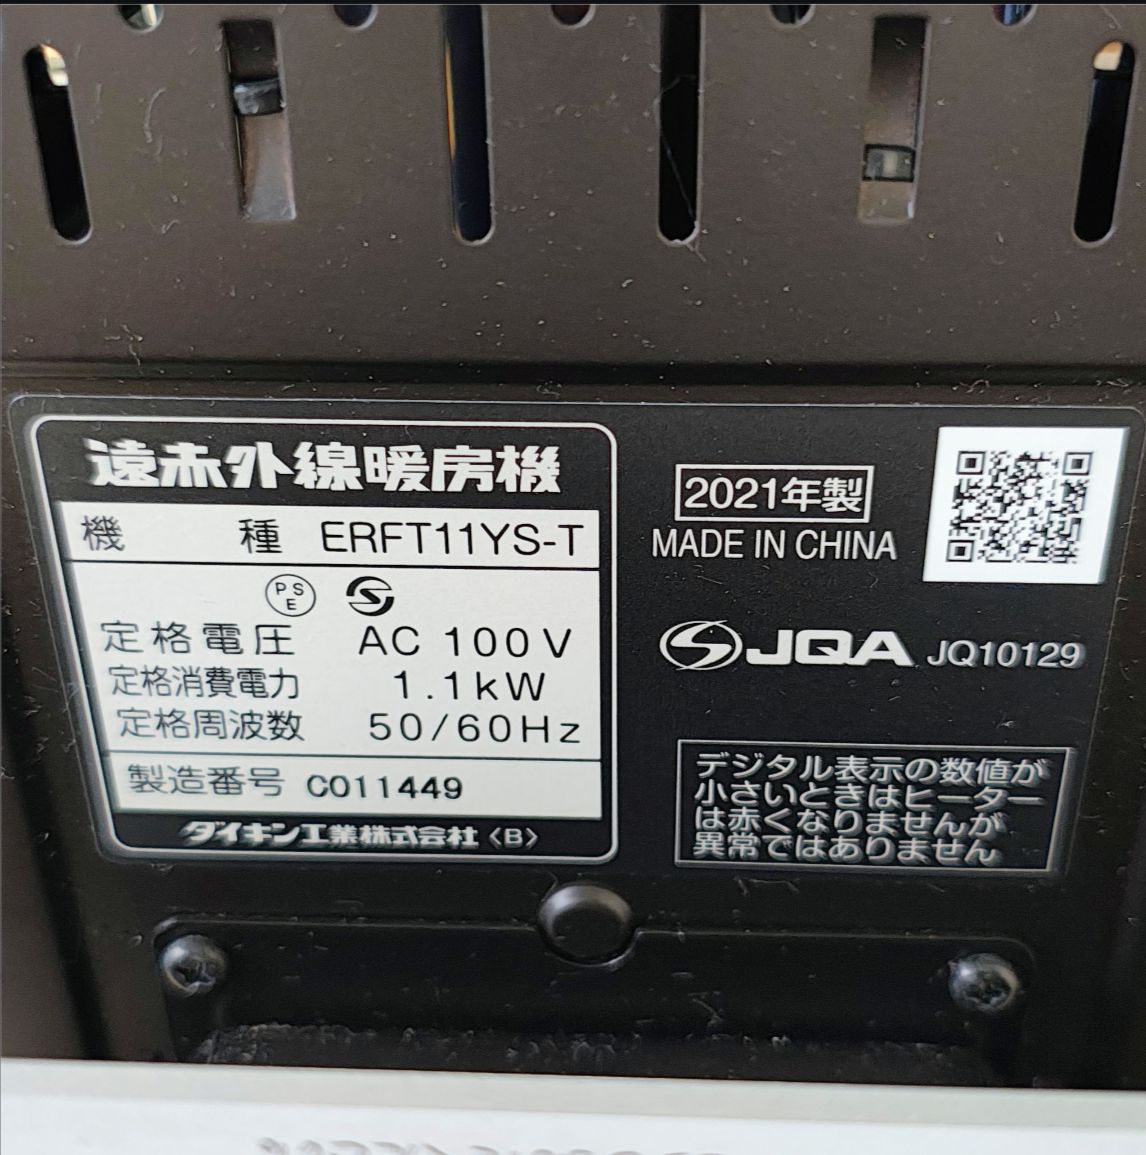 遠赤外線暖房機
機種 ERFT11YS-T
PSE
定格電圧 AC 100V
定格消費電力 1.1kW
定格周波数 50/60Hz
製造番号 C011449
ダイキン工業株式会社〈B〉
2021年製
MADE IN CHINA
JQA JQ10129
デジタル表示の数値が
小さいときはヒーター
は赤くなりませんが
異常ではありません